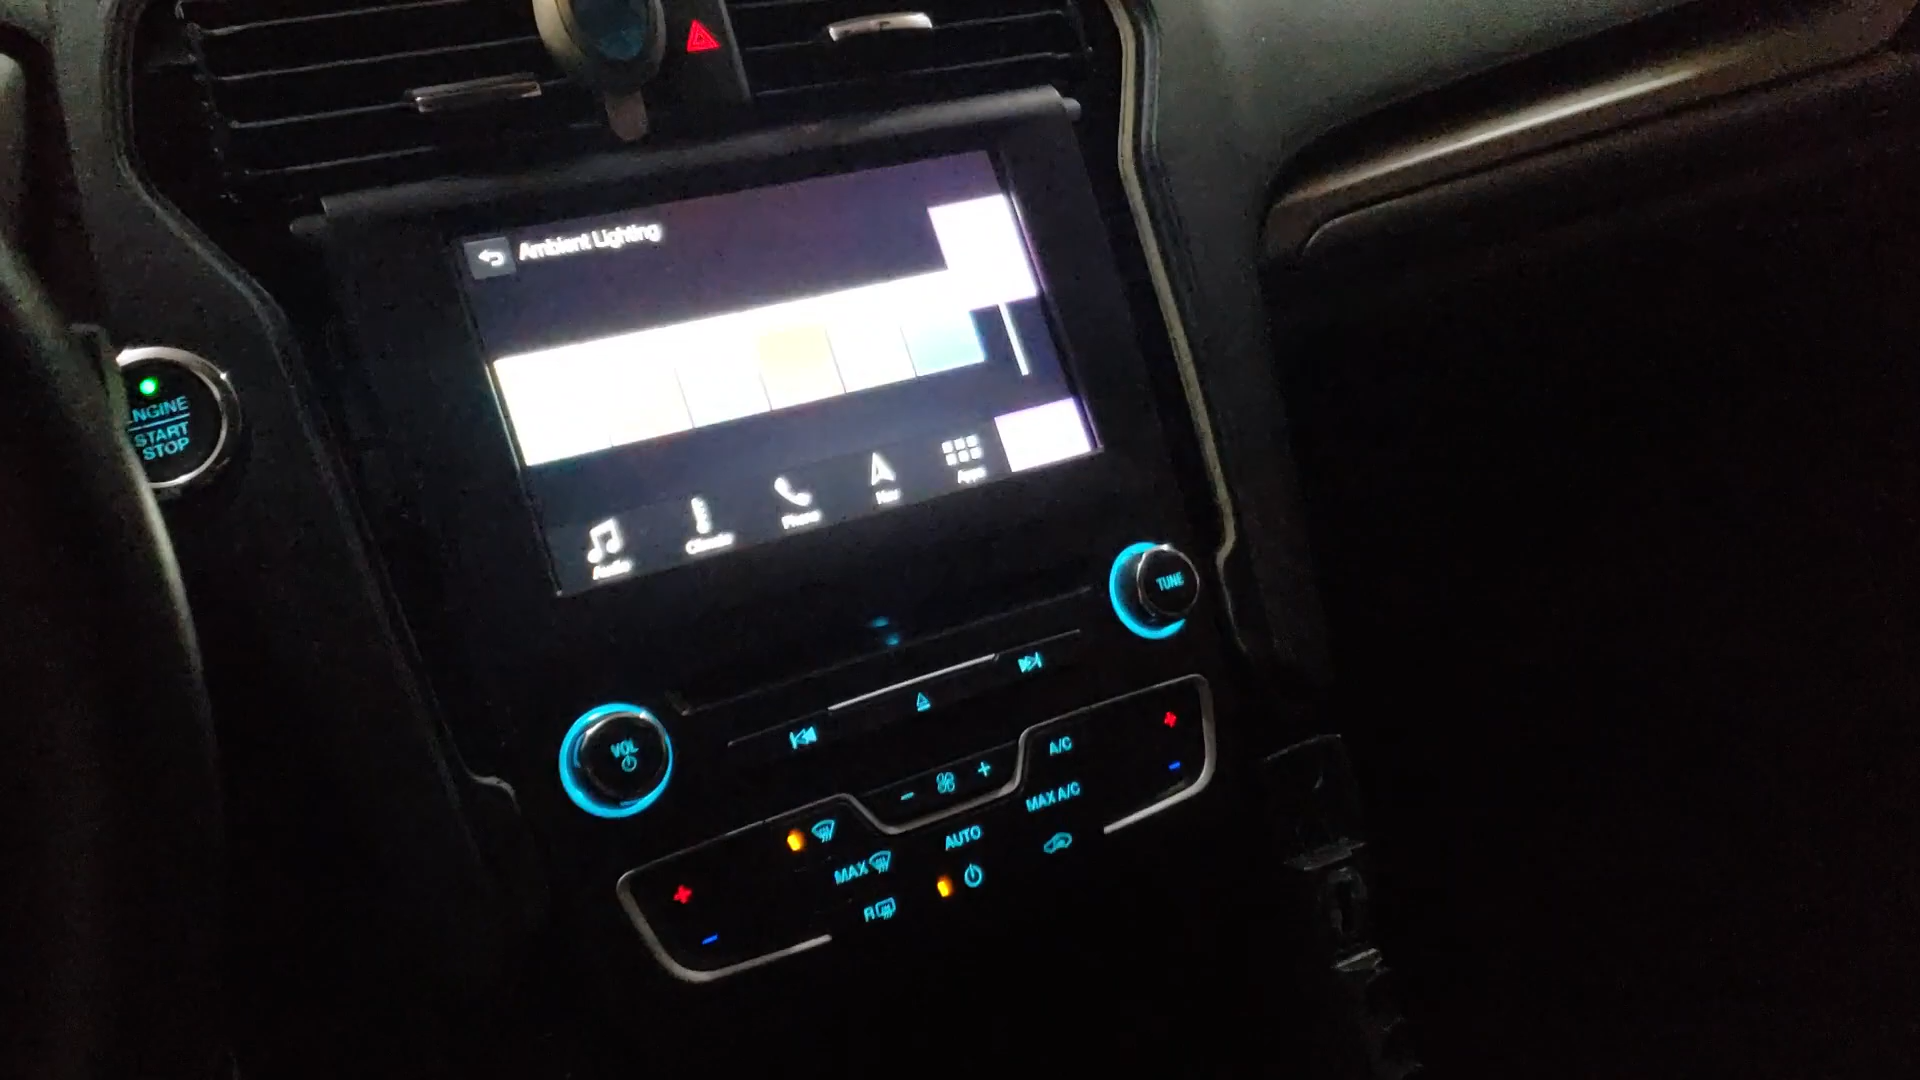 Ambient Lighting
ENGINE
START
STOP
Audio
Climate
Phone
Nav
Apps
TUNE
VOL
A/C
MAX A/C
AUTO
MAX
R